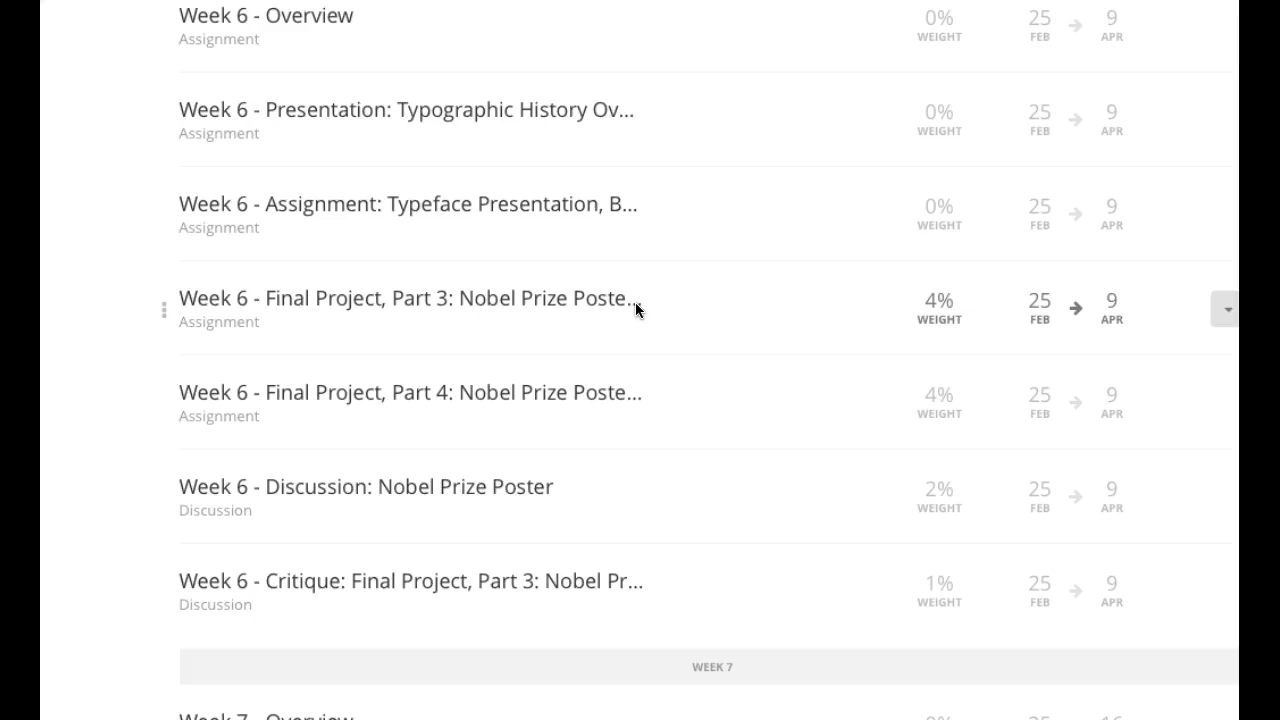 Week 6 - Overview
0% 25 9
Assignment
WEIGHT FEB APR
Week 6 - Presentation: Typographic History Ov...
0% 25 9
Assignment
WEIGHT FEB APR
Week 6 - Assignment: Typeface Presentation, B...
0% 25 9
Assignment
WEIGHT FEB APR
Week 6 - Final Project, Part 3: Nobel Prize Poste...
4% 25 9
Assignment
WEIGHT FEB APR
Week 6 - Final Project, Part 4: Nobel Prize Poste...
4% 25 9
Assignment
WEIGHT FEB APR
Week 6 - Discussion: Nobel Prize Poster
2% 25 9
Discussion
WEIGHT FEB APR
Week 6 - Critique: Final Project, Part 3: Nobel Pr...
1% 25 9
Discussion
WEIGHT FEB APR
WEEK 7
Week 7 - Overview